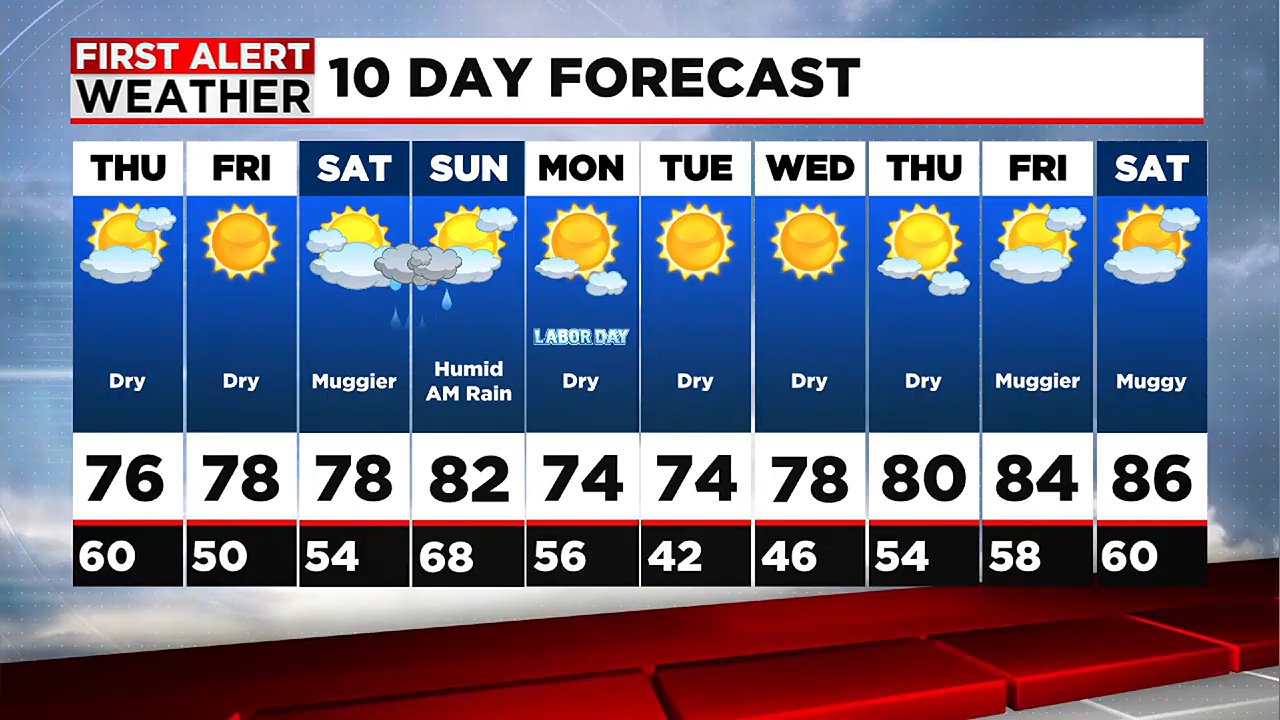 FIRST ALERT
WEATHER
10 DAY FORECAST
THU FRI SAT SUN MON TUE WED THU FRI SAT
LABOR DAY
Dry Dry Muggier Humid AM Rain Dry Dry Dry Dry Muggier Muggy
76 78 78 82 74 74 78 80 84 86
60 50 54 68 56 42 46 54 58 60